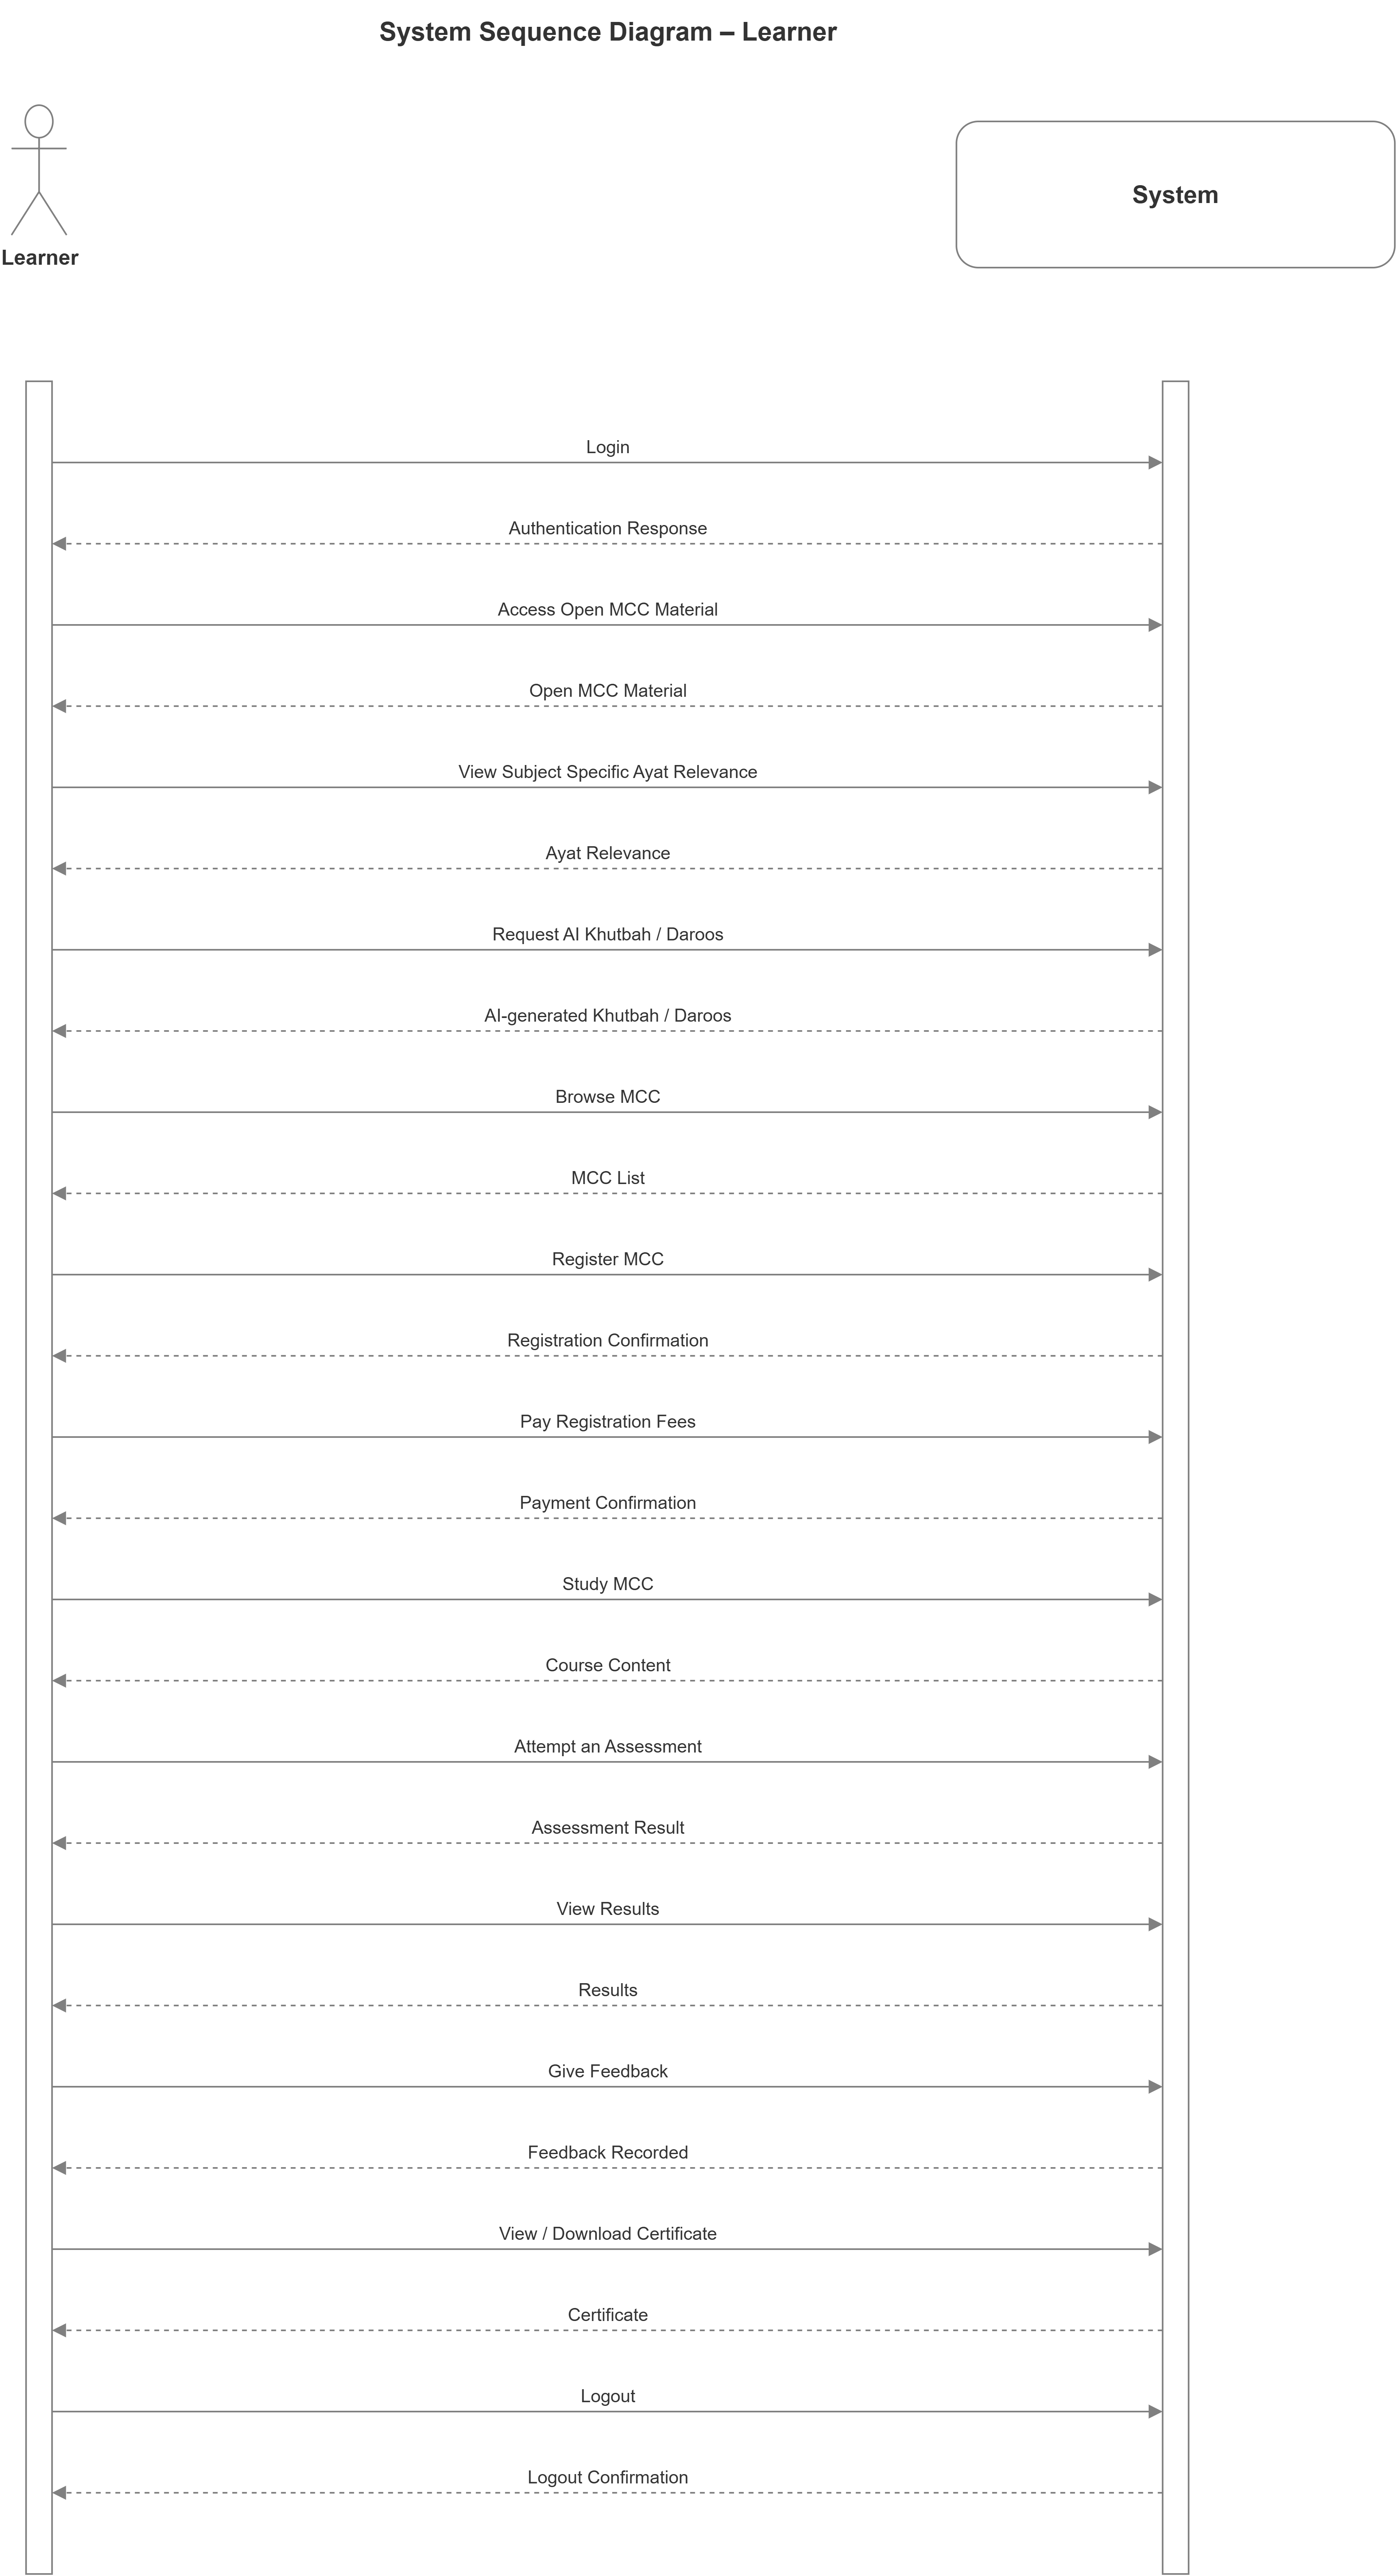 System Sequence Diagram – Learner
Learner
System
Login
Authentication Response
Access Open MCC Material
Open MCC Material
View Subject Specific Ayat Relevance
Ayat Relevance
Request AI Khutbah / Daroos
AI-generated Khutbah / Daroos
Browse MCC
MCC List
Register MCC
Registration Confirmation
Pay Registration Fees
Payment Confirmation
Study MCC
Course Content
Attempt an Assessment
Assessment Result
View Results
Results
Give Feedback
Feedback Recorded
View / Download Certificate
Certificate
Logout
Logout Confirmation